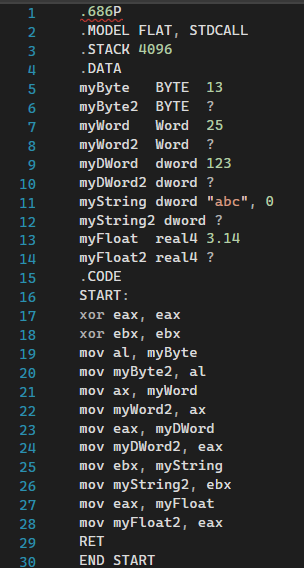 1 .686P
2 .MODEL FLAT, STDCALL
3 .STACK 4096
4 .DATA
5 myByte   BYTE  13
6 myByte2  BYTE  ?
7 myWord   Word  25
8 myWord2  Word  ?
9 myDWord  dword 123
10 myDWord2 dword ?
11 myString dword "abc", 0
12 myString2 dword ?
13 myFloat  real4 3.14
14 myFloat2 real4 ?
15 .CODE
16 START:
17 xor eax, eax
18 xor ebx, ebx
19 mov al, myByte
20 mov myByte2, al
21 mov ax, myWord
22 mov myWord2, ax
23 mov eax, myDWord
24 mov myDWord2, eax
25 mov ebx, myString
26 mov myString2, ebx
27 mov eax, myFloat
28 mov myFloat2, eax
29 RET
30 END START